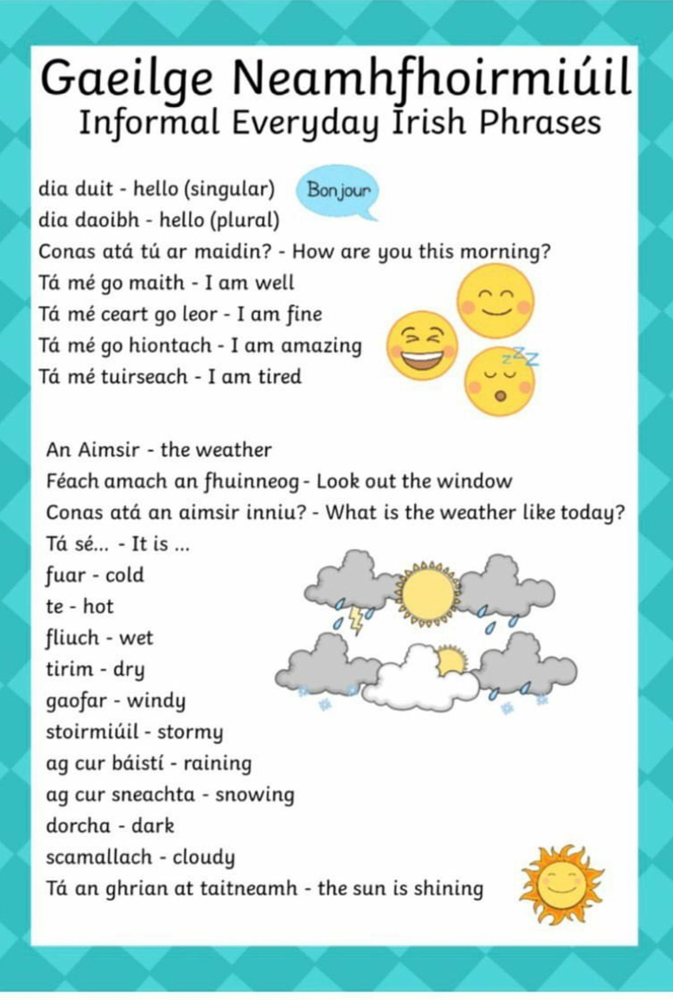 Gaeilge Neamhfhoirmiúil
Informal Everyday Irish Phrases
dia duit - hello (singular)
Bonjour
dia daoibh - hello (plural)
Conas atá tú ar maidin? - How are you this morning?
Tá mé go maith - I am well
Tá mé ceart go leor - I am fine
Tá mé go hiontach - I am amazing
Tá mé tuirseach - I am tired
zzz
An Aimsir - the weather
Féach amach an fhuinneog - Look out the window
Conas atá an aimsir inniu? - What is the weather like today?
Tá sé... - It is ...
fuar - cold
te - hot
fliuch - wet
tirim - dry
gaofar - windy
stoirmiúil - stormy
ag cur báistí - raining
ag cur sneachta - snowing
dorcha - dark
scamallach - cloudy
Tá an ghrian at taitneamh - the sun is shining